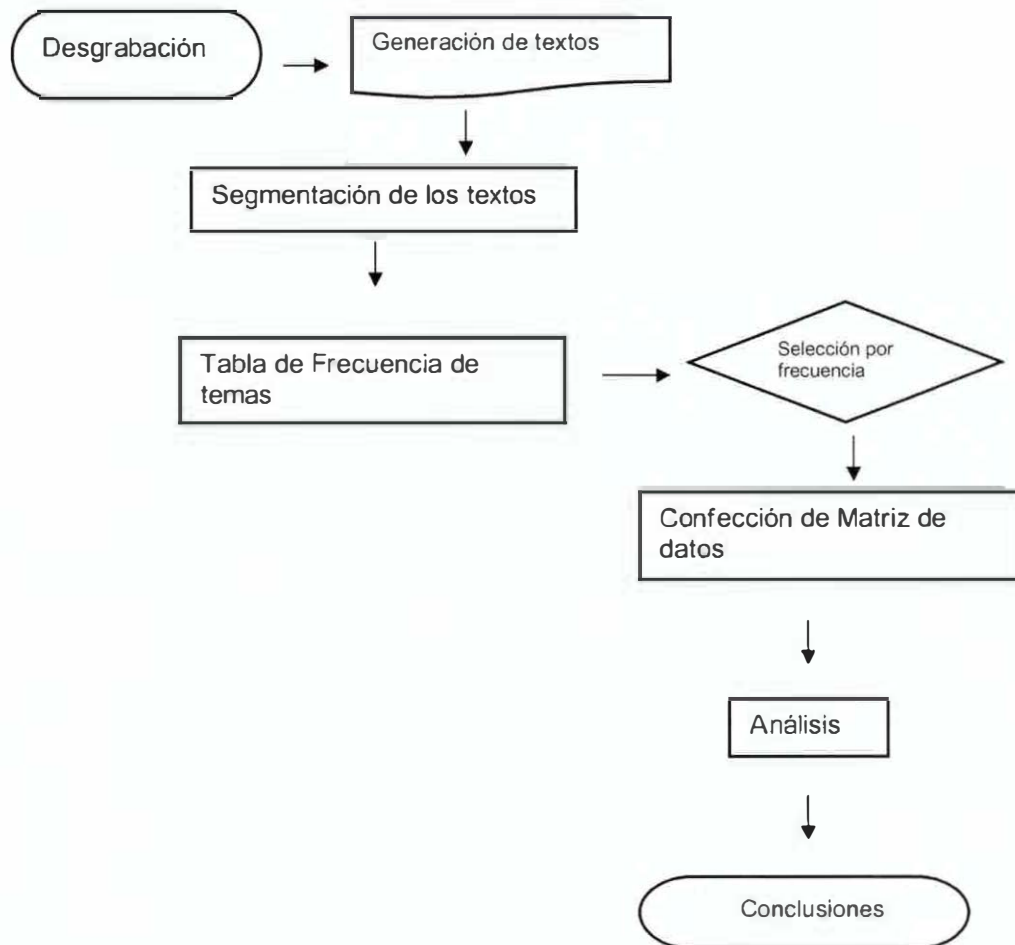 Desgrabación
Generación de textos
Segmentación de los textos
Tabla de Frecuencia de
temas
Selección por
frecuencia
Confección de Matriz de
datos
Análisis
Conclusiones